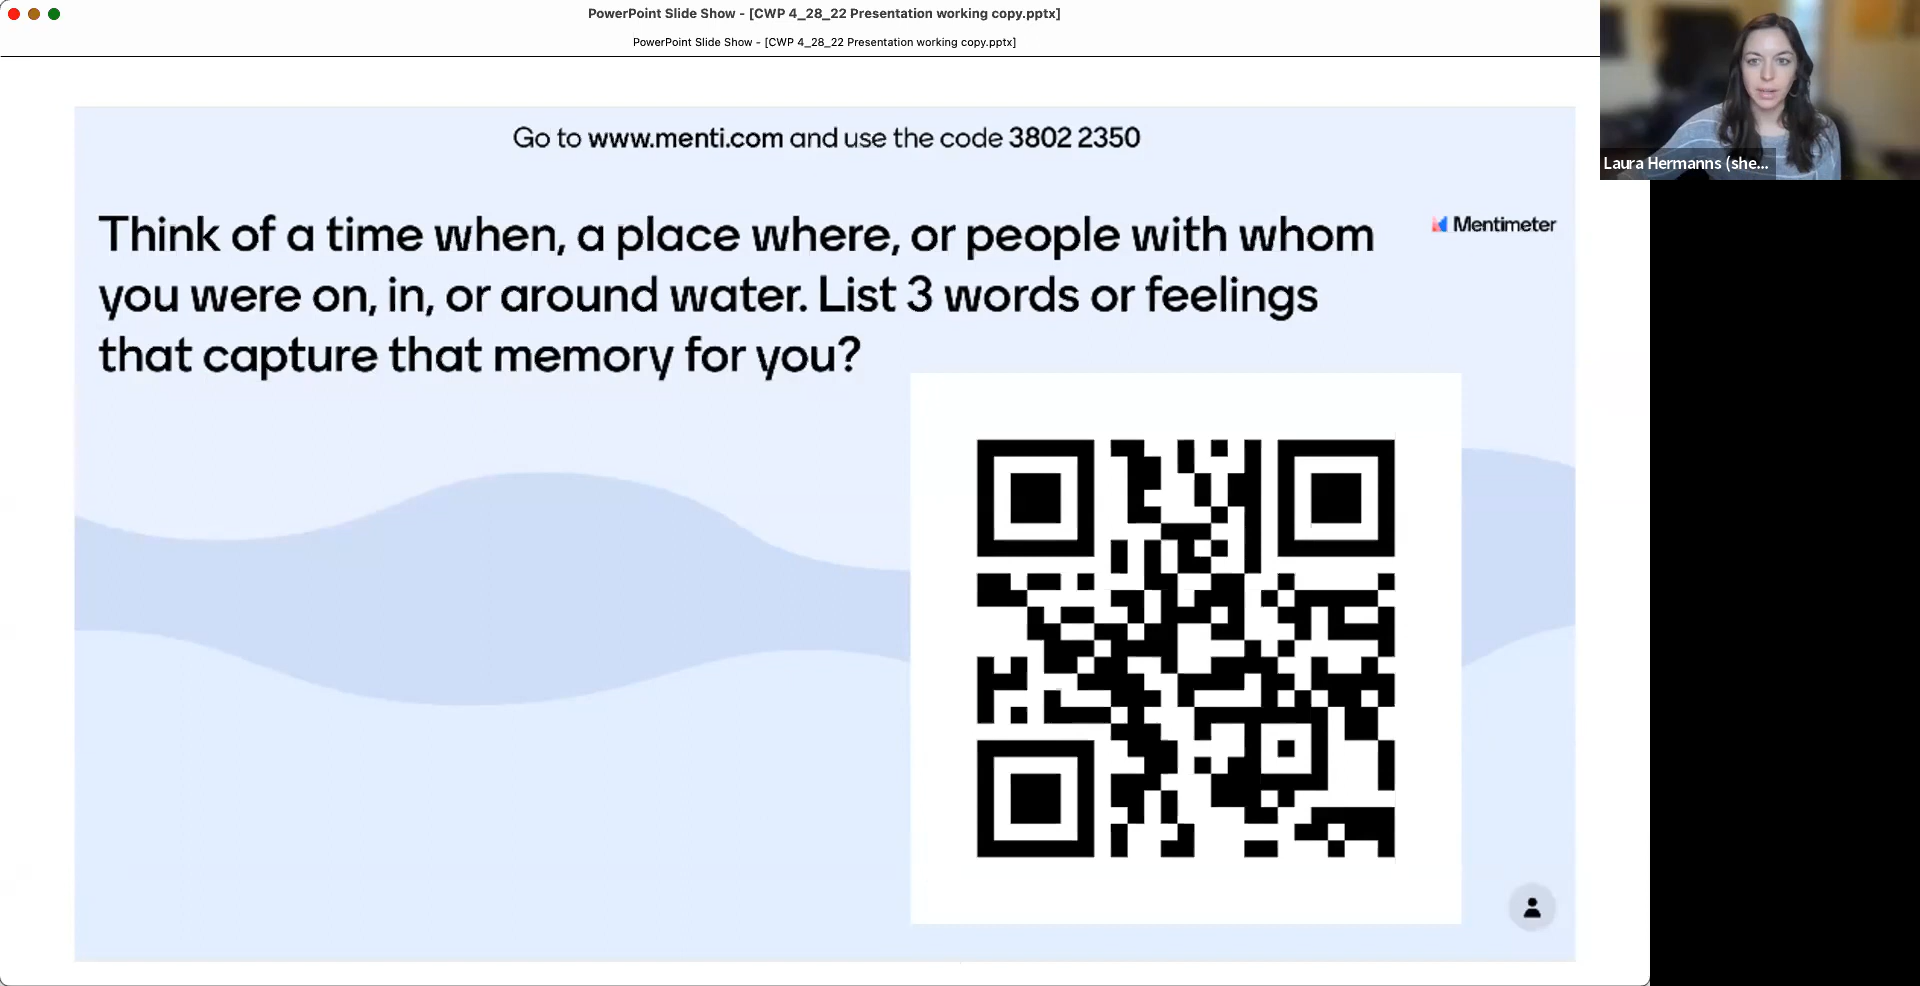 PowerPoint Slide Show - [CWP 4_28_22 Presentation working copy.pptx]
PowerPoint Slide Show - [CWP 4_28_22 Presentation working copy.pptx]
Laura Hermanns (she...
Go to www.menti.com and use the code 3802 2350
Mentimeter
Think of a time when, a place where, or people with whom
you were on, in, or around water. List 3 words or feelings
that capture that memory for you?